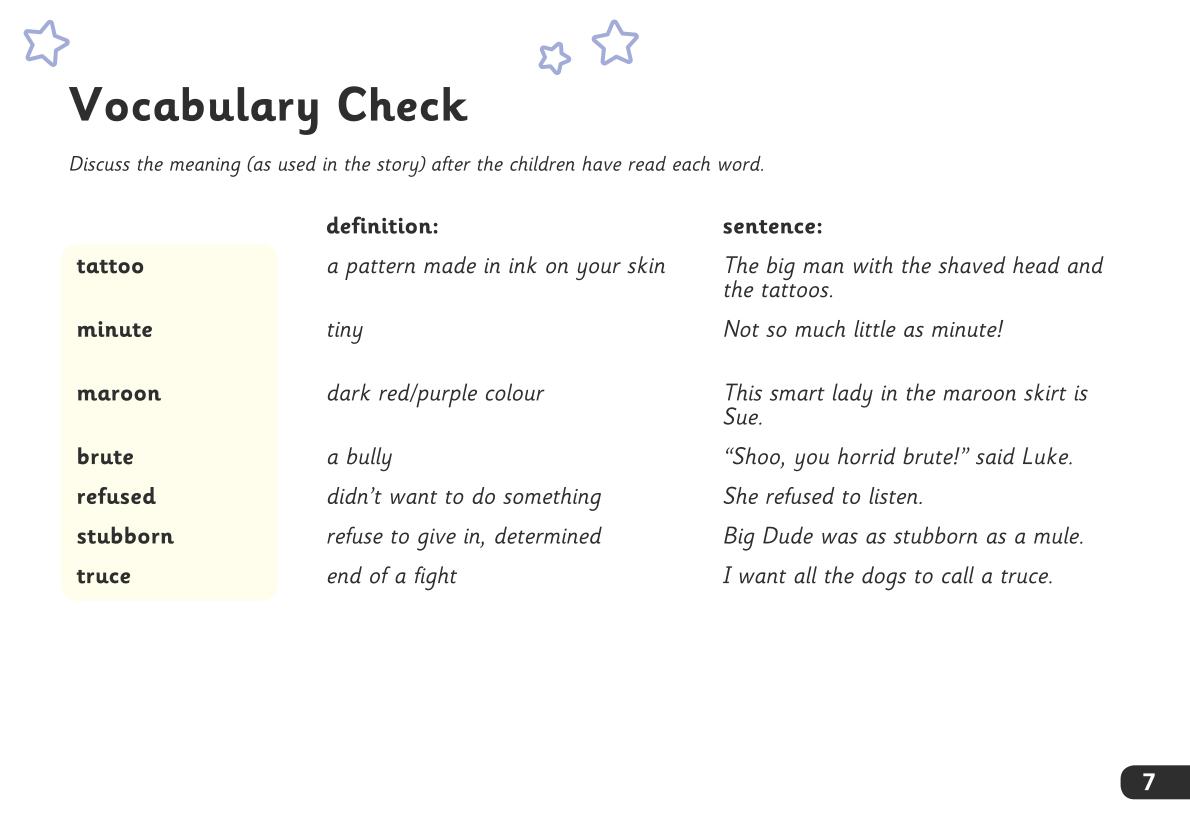 Vocabulary Check
Discuss the meaning (as used in the story) after the children have read each word.
definition: sentence:
tattoo a pattern made in ink on your skin The big man with the shaved head and
the tattoos.
minute tiny Not so much little as minute!
maroon dark red/purple colour This smart lady in the maroon skirt is
Sue.
brute a bully “Shoo, you horrid brute!” said Luke.
refused didn’t want to do something She refused to listen.
stubborn refuse to give in, determined Big Dude was as stubborn as a mule.
truce end of a fight I want all the dogs to call a truce.
7